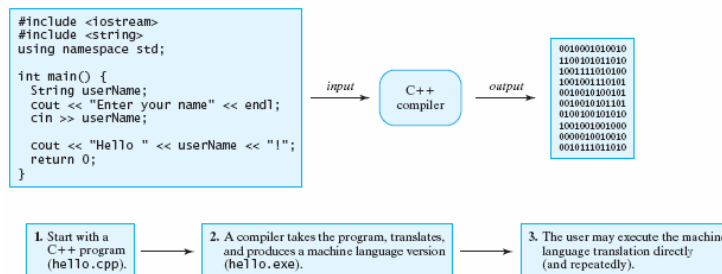 #include <iostream>
#include <string>
using namespace std;
int main() {
String userName;
cout << "Enter your name" << endl;
cin >> userName;
cout << "Hello " << userName << "!";
return 0;
}
input
C++
compiler
output
0010001010010
1100101011010
1001111010100
1001001110101
0010010100101
0010010101101
0100100101010
1001001001000
0000010010010
0010111011010
1. Start with a
C++ program
(hello.cpp).
2. A compiler takes the program, translates,
and produces a machine language version
(hello.exe).
3. The user may execute the machine
language translation directly
(and repeatedly).